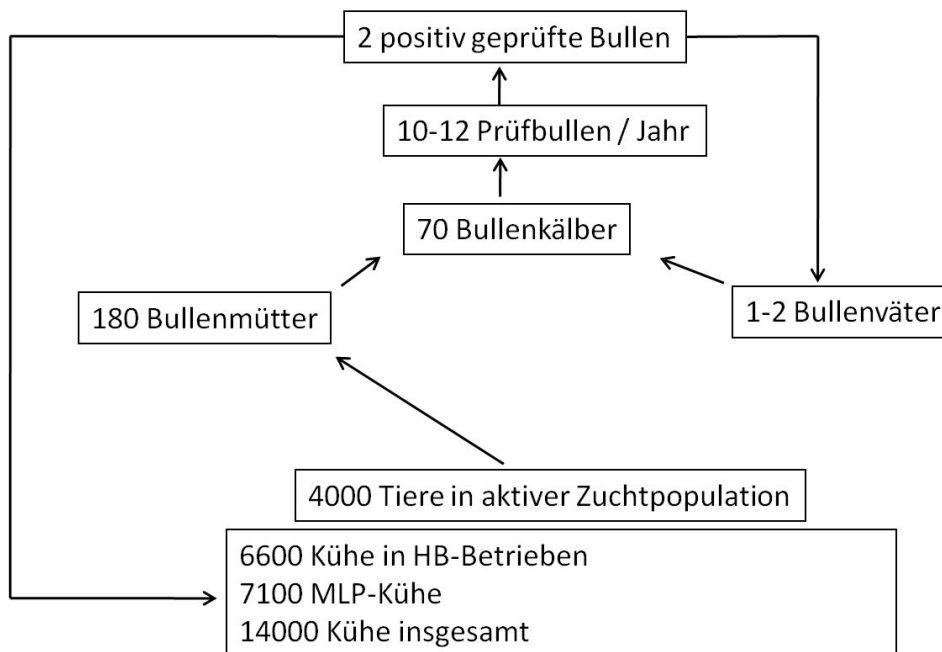 2 positiv geprüfte Bullen
10-12 Prüfbullen / Jahr
70 Bullenkälber
180 Bullenmütter
1-2 Bullenväter
4000 Tiere in aktiver Zuchtpopulation
6600 Kühe in HB-Betrieben
7100 MLP-Kühe
14000 Kühe insgesamt